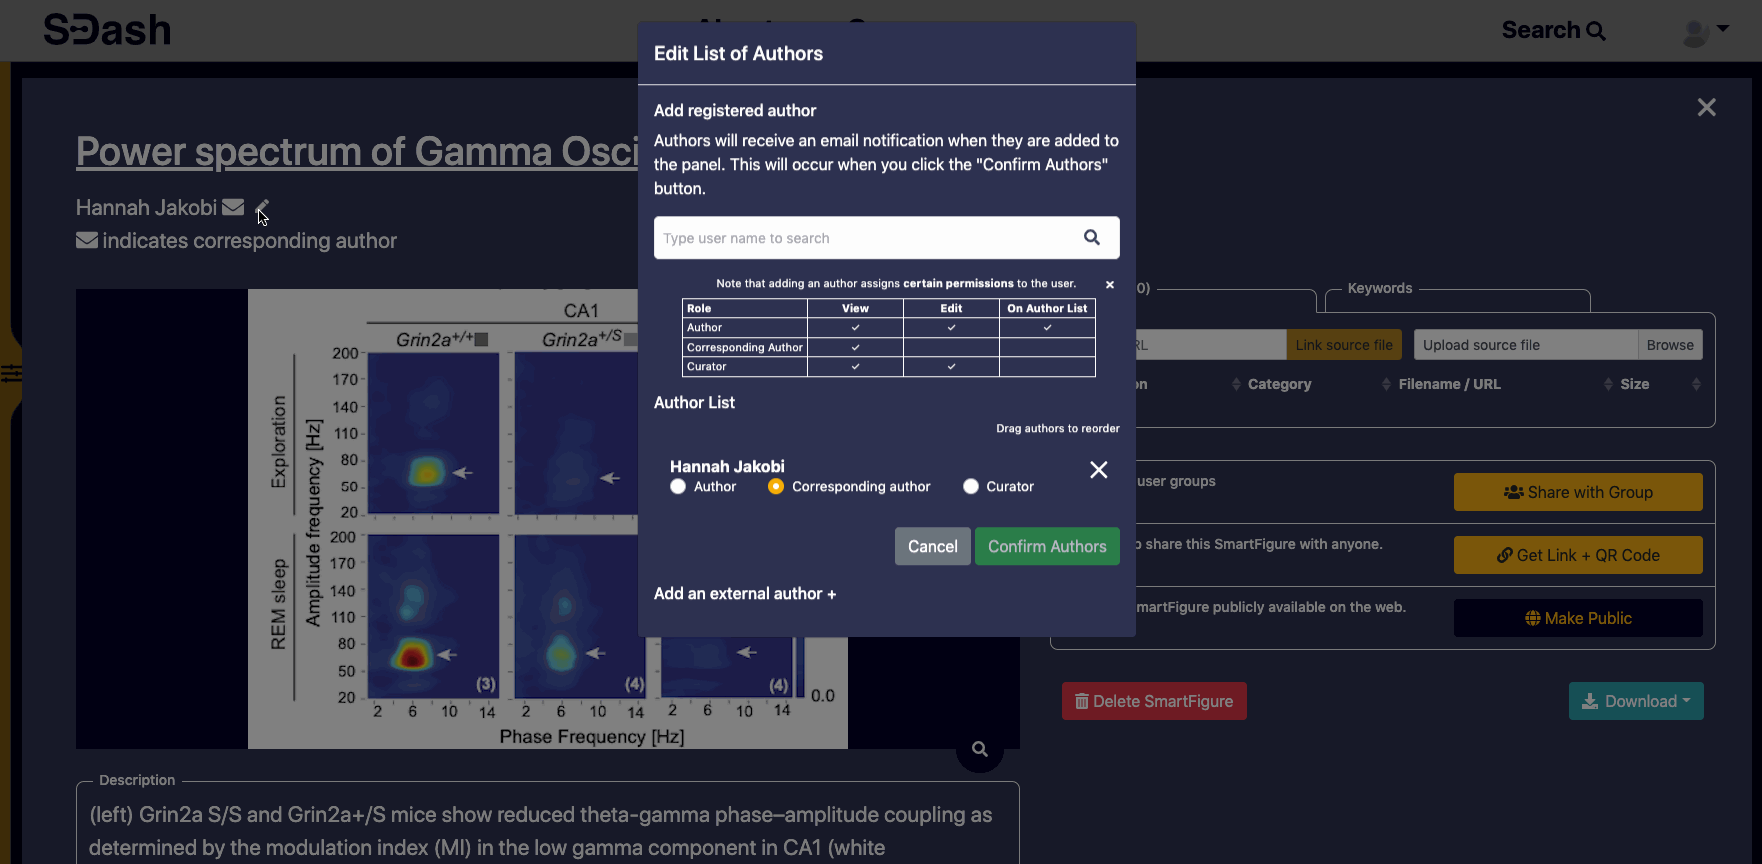 SDash
Search
Edit List of Authors
Add registered author
Authors will receive an email notification when they are added to
the panel. This will occur when you click the "Confirm Authors"
button.
Type user name to search
Note that adding an author assigns certain permissions to the user.
Role View Edit On Author List
Author
Corresponding Author
Curator
Author List
Drag authors to reorder
Hannah Jakobi
Author Corresponding author Curator
Cancel Confirm Authors
Add an external author +
Power spectrum of Gamma Osci
Hannah Jakobi
indicates corresponding author
CA1
Grin2a+/+ Grin2a+/S
Exploration
REM sleep
Amplitude frequency [Hz]
200
170
140
110
80
50
20
200
170
140
110
80
50
20
(3) (4) (4)
0.0
2 6 10 14 2 6 10 14 2 6 10 14
Phase Frequency [Hz]
Description
(left) Grin2a S/S and Grin2a+/S mice show reduced theta-gamma phase–amplitude coupling as
determined by the modulation index (MI) in the low gamma component in CA1 (white
0) Keywords
RL Link source file Upload source file Browse
on Category Filename / URL Size
user groups
Share with Group
share this SmartFigure with anyone.
Get Link + QR Code
martFigure publicly available on the web.
Make Public
Delete SmartFigure
Download